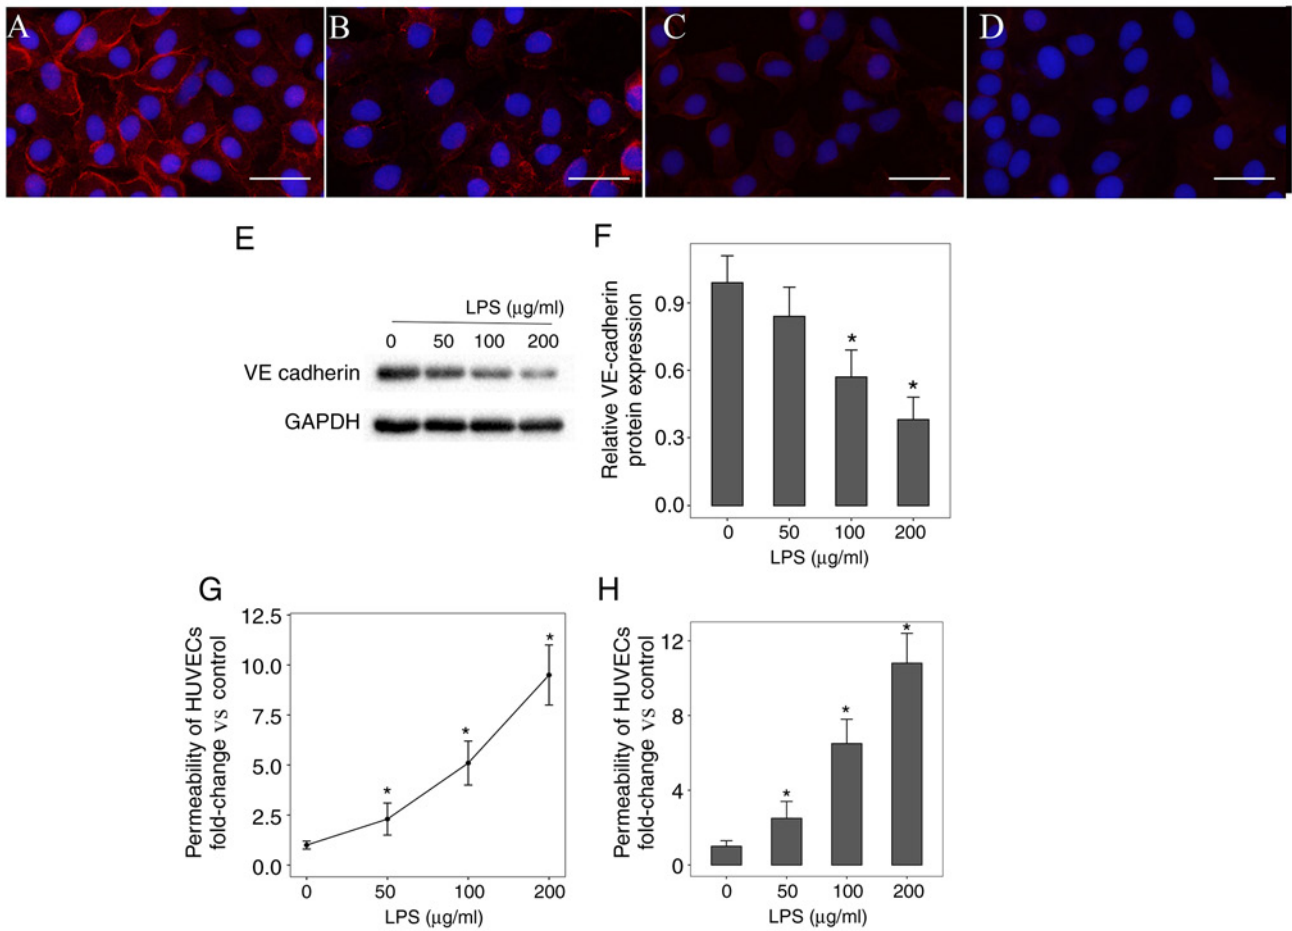 A B C D
E
LPS (μg/ml)
0 50 100 200
VE cadherin
GAPDH
F
Relative VE-cadherin
protein expression
0.9
0.6
0.3
0.0
* *
0 50 100 200
LPS (μg/ml)
G
Permeability of HUVECs
fold-change vs control
12.5
10.0
7.5
5.0
2.5
0.0
* * *
0 50 100 200
LPS (μg/ml)
H
Permeability of HUVECs
fold-change vs control
12
8
4
0
* * *
0 50 100 200
LPS (μg/ml)